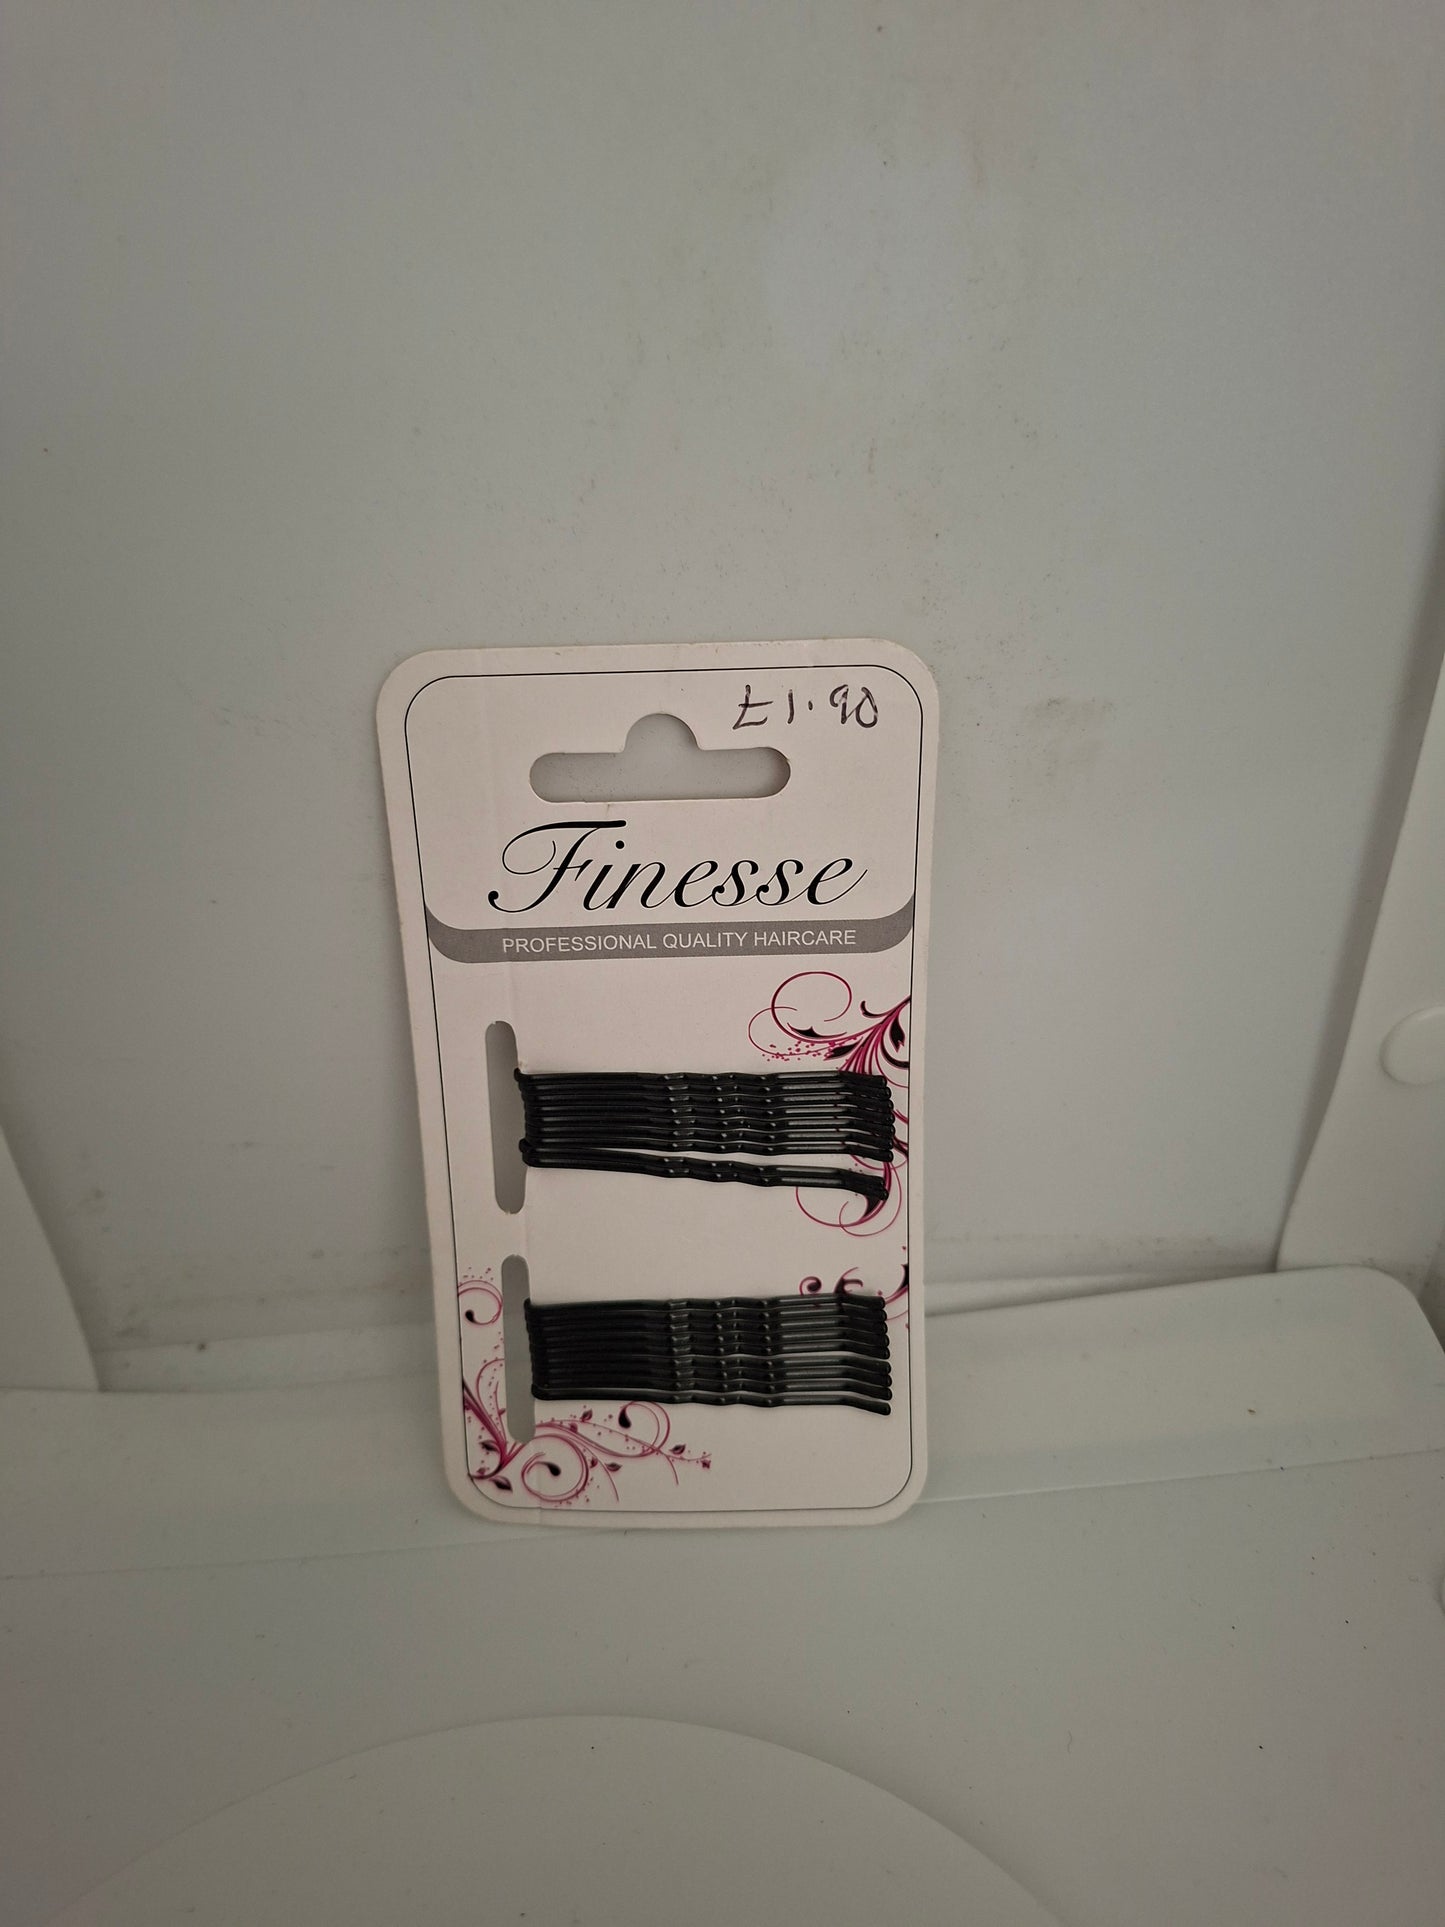 £1.90
Finesse
PROFESSIONAL QUALITY HAIRCARE